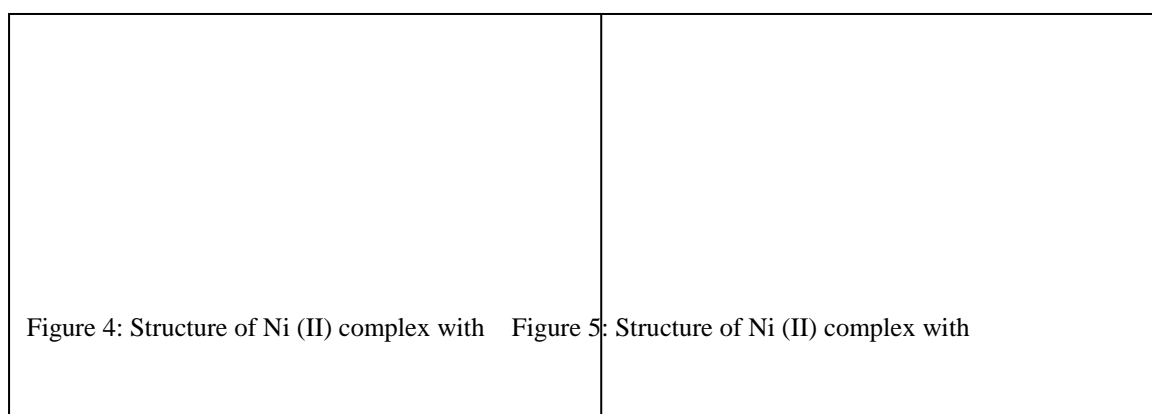 Figure 4: Structure of Ni (II) complex with Figure 5: Structure of Ni (II) complex with